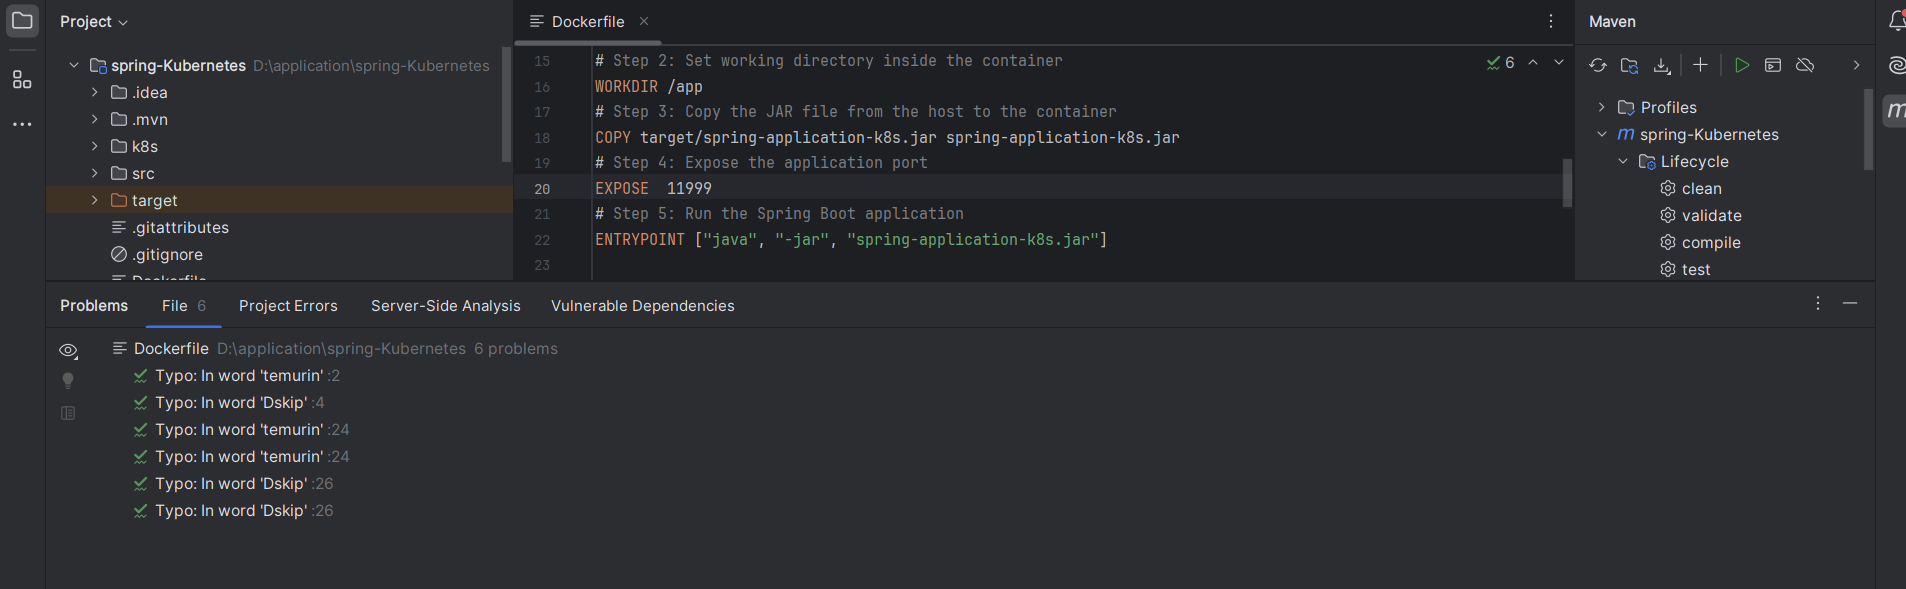 Project
spring-Kubernetes D:\application\spring-Kubernetes
.idea
.mvn
k8s
src
target
.gitattributes
.gitignore
Dockerfile
Dockerfile
15 # Step 2: Set working directory inside the container
16 WORKDIR /app
17 # Step 3: Copy the JAR file from the host to the container
18 COPY target/spring-application-k8s.jar spring-application-k8s.jar
19 # Step 4: Expose the application port
20 EXPOSE  11999
21 # Step 5: Run the Spring Boot application
22 ENTRYPOINT ["java", "-jar", "spring-application-k8s.jar"]
23
6
Maven
Profiles
m spring-Kubernetes
Lifecycle
clean
validate
compile
test
m
Problems File 6 Project Errors Server-Side Analysis Vulnerable Dependencies
Dockerfile D:\application\spring-Kubernetes 6 problems
Typo: In word 'temurin' :2
Typo: In word 'Dskip' :4
Typo: In word 'temurin' :24
Typo: In word 'temurin' :24
Typo: In word 'Dskip' :26
Typo: In word 'Dskip' :26